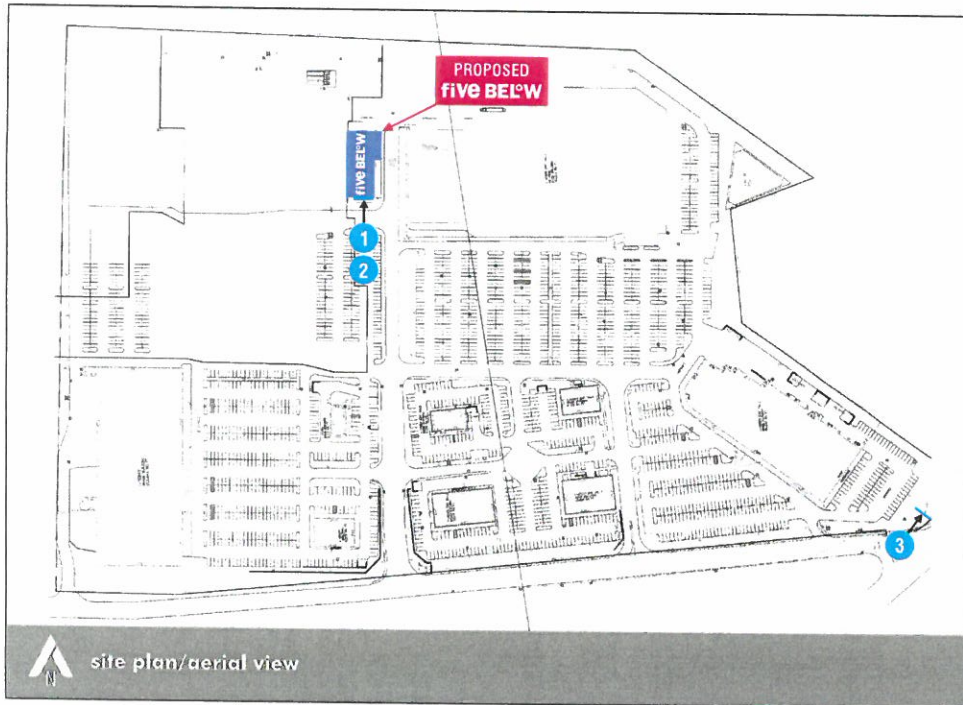 PROPOSED
five BEL°W
five BEL°W
1
2
3
N
site plan/aerial view